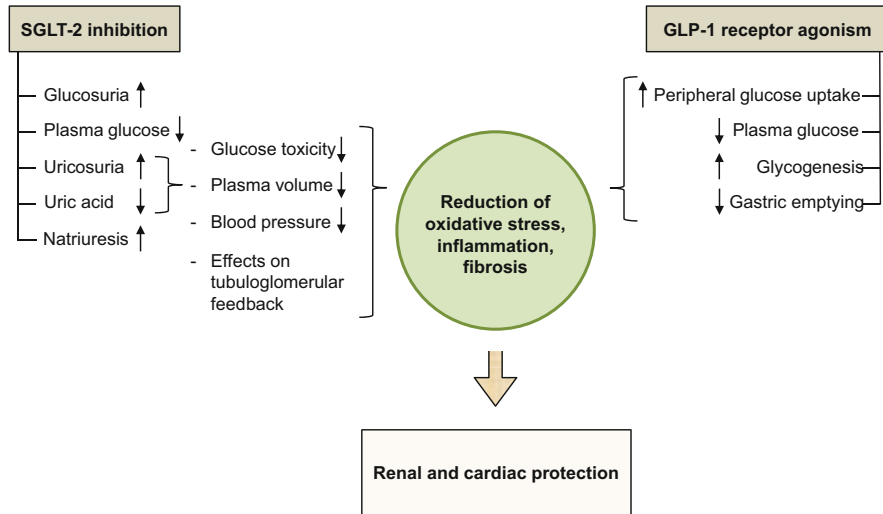 SGLT-2 inhibition
Glucosuria ↑
Plasma glucose ↓
Uricosuria ↑
Uric acid ↓
Natriuresis ↑
- Glucose toxicity ↓
- Plasma volume ↓
- Blood pressure ↓
- Effects on
tubuloglomerular
feedback
Reduction of
oxidative stress,
inflammation,
fibrosis
GLP-1 receptor agonism
↑ Peripheral glucose uptake
↓ Plasma glucose
↑ Glycogenesis
↓ Gastric emptying
Renal and cardiac protection